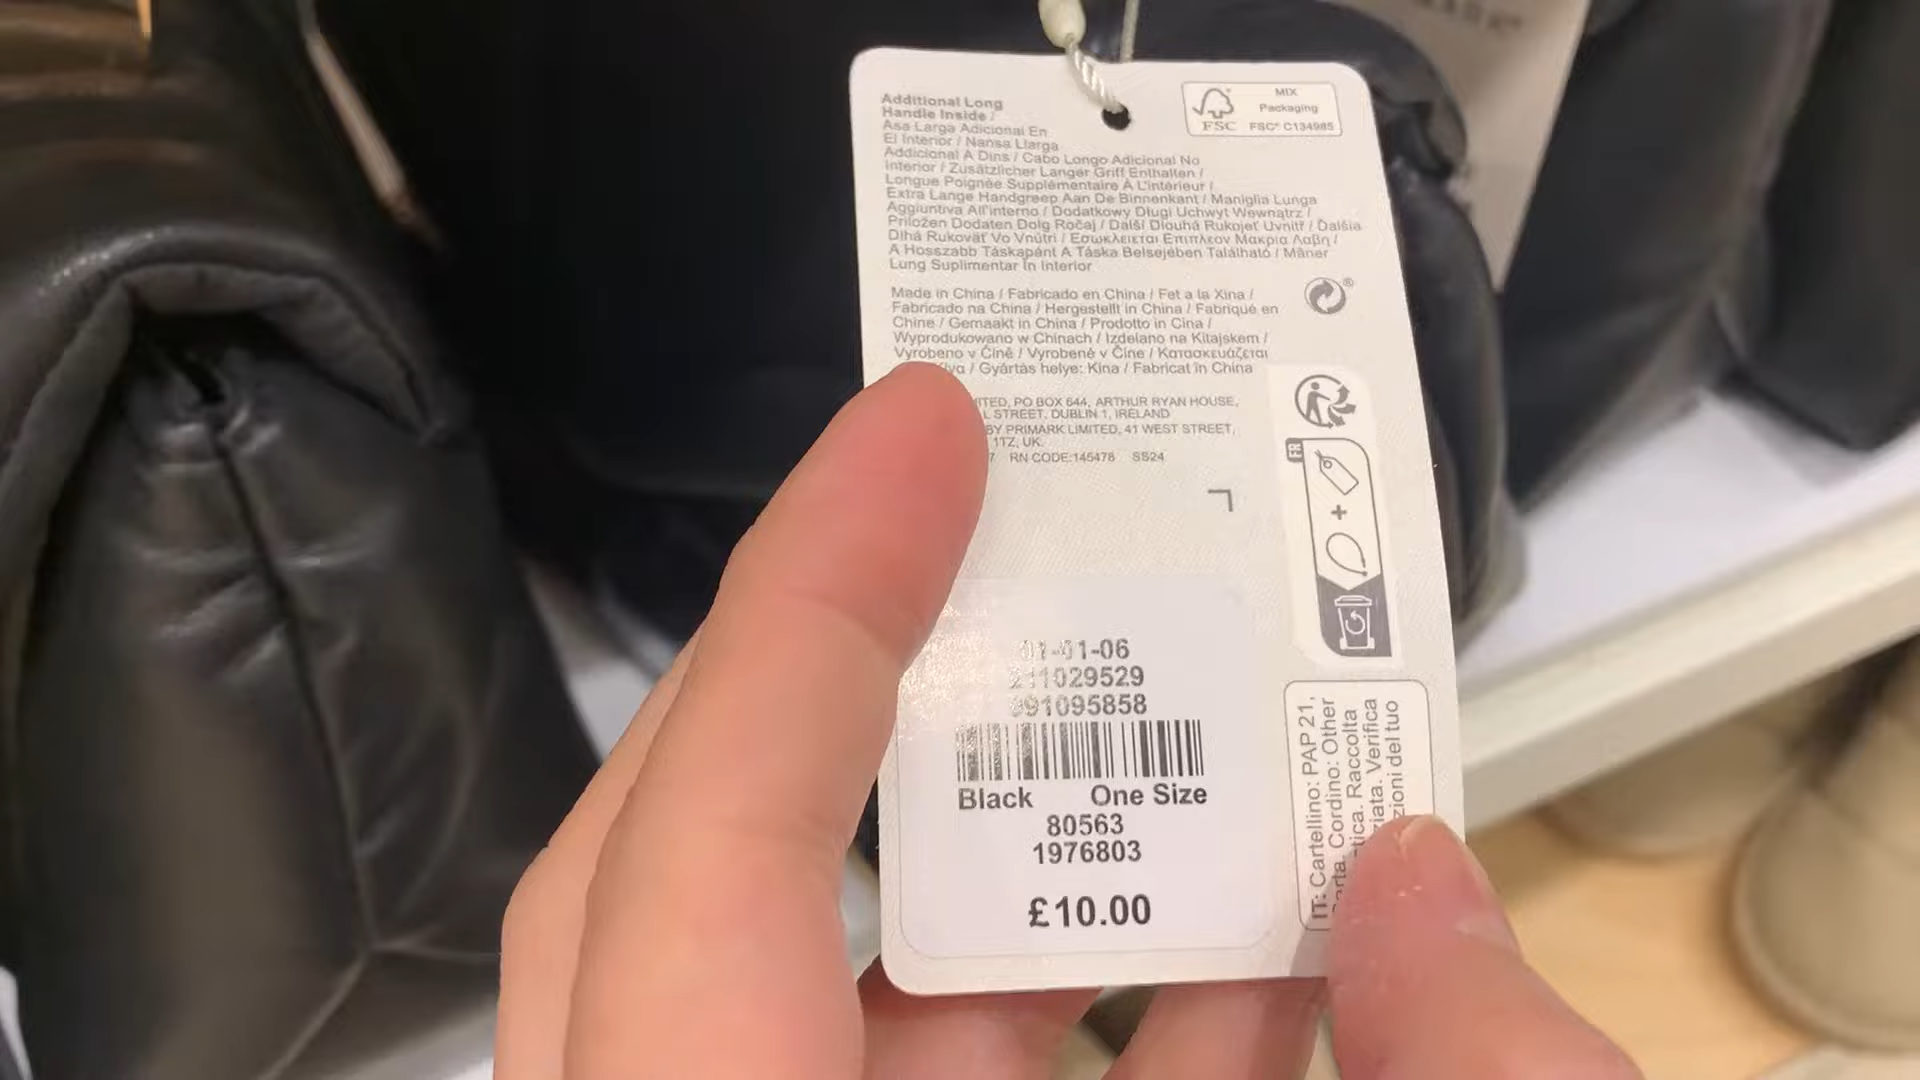 Additional Long
Handle Inside /
Asa Larga Adicional En
El Interior / Nansa Llarga
Addicional A Dins / Cabo Longo Adicional No
Interior / Zusätzlicher Langer Griff Enthalten /
Longue Poignée Supplémentaire À L'intérieur /
Extra Lange Handgreep Aan De Binnenkant / Maniglia Lunga
Aggiuntiva All'interno / Dodatkowy Długi Uchwyt Wewnątrz /
Priložen Dodaten Dolg Ročaj / Další Dlouhá Rukojeť Uvnitř / Ďalšia
Dlhá Rukoväť Vo Vnútri / Εσωκλείεται Επιπλέον Μακριά Λαβή /
A Hosszabb Táskapánt A Táska Belsejében Található / Mâner
Lung Suplimentar În Interior
MIX
Packaging
FSC® C134985
FSC
Made in China / Fabricado en China / Fet a la Xina /
Fabricado na China / Hergestellt in China / Fabriqué en
Chine / Gemaakt in China / Prodotto in Cina /
Wyprodukowano w Chinach / Izdelano na Kitajskem /
Vyrobeno v Číně / Vyrobené v Číne / Κατασκευάζεται
/ Gyártás helye: Kína / Fabricat în China
PO BOX 644, ARTHUR RYAN HOUSE,
STREET, DUBLIN 1, IRELAND
BY PRIMARK LIMITED, 41 WEST STREET,
1TZ, UK.
7 RN CODE:145478 SS24
FR
01-01-06
211029529
991095858
Black One Size
80563
1976803
£10.00
IT: Cartellino: PAP 21,
Cordino: Other
Raccolta
Verifica
del tuo